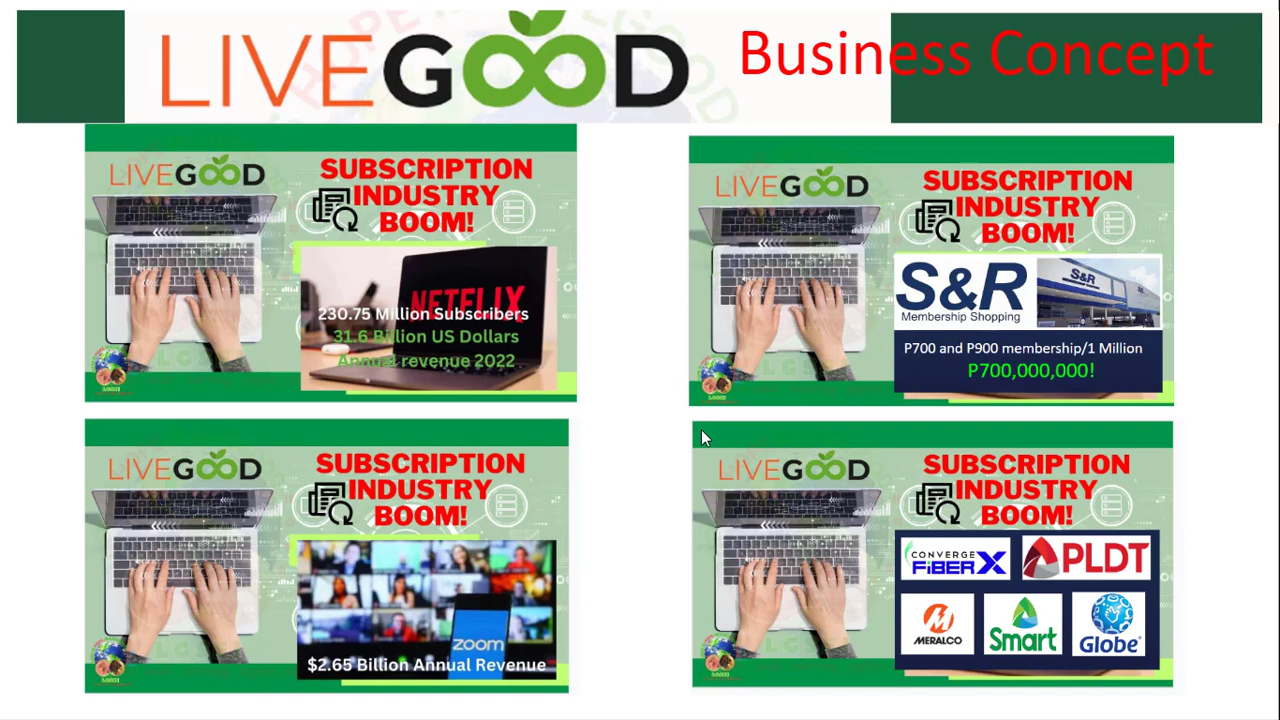 LIVEGOOD
Business Concept
LIVEGOOD
SUBSCRIPTION
INDUSTRY
BOOM!
NETFLIX
230.75 Million Subscribers
31.6 Billion US Dollars
Annual revenue 2022
LIVEGOOD
SUBSCRIPTION
INDUSTRY
BOOM!
S&R
Membership Shopping
S&R
P700 and P900 membership/1 Million
P700,000,000!
LIVEGOOD
SUBSCRIPTION
INDUSTRY
BOOM!
zoom
$2.65 Billion Annual Revenue
LIVEGOOD
SUBSCRIPTION
INDUSTRY
BOOM!
CONVERGE
FiBER X
PLDT
MERALCO
Smart
Globe